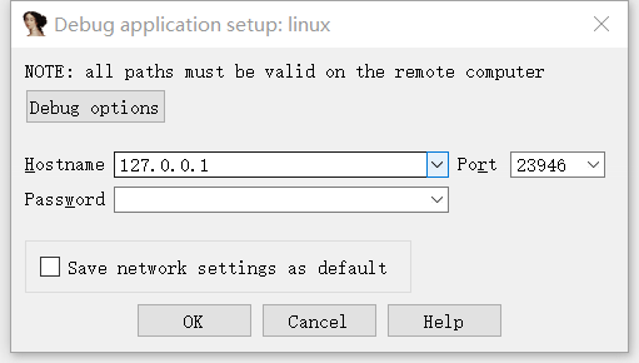 Debug application setup: linux
NOTE: all paths must be valid on the remote computer
Debug options
Hostname 127.0.0.1 Port 23946
Password
Save network settings as default
OK Cancel Help